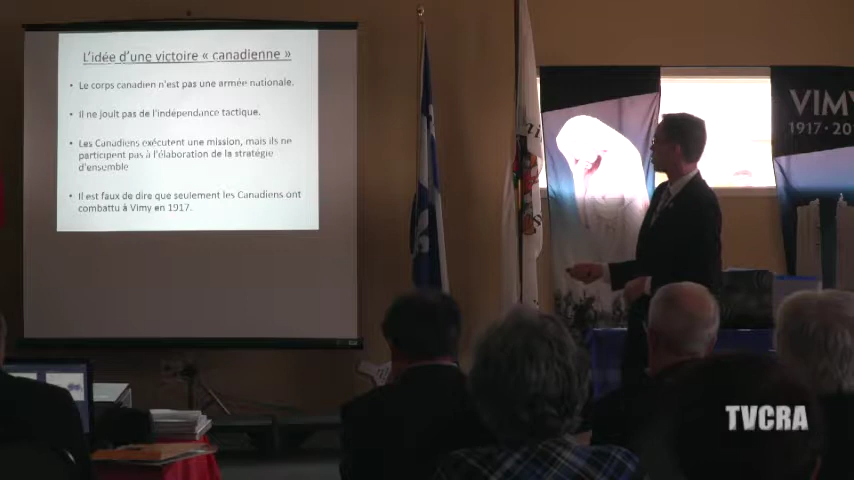 L'idée d'une victoire « canadienne »
• Le corps canadien n'est pas une armée nationale.
• Il ne jouit pas de l'indépendance tactique.
• Les Canadiens exécutent une mission, mais ils ne
participent pas à l'élaboration de la stratégie
d'ensemble
• Il est faux de dire que seulement les Canadiens ont
combattu à Vimy en 1917.
VIMY
1917 · 20
TVCRA